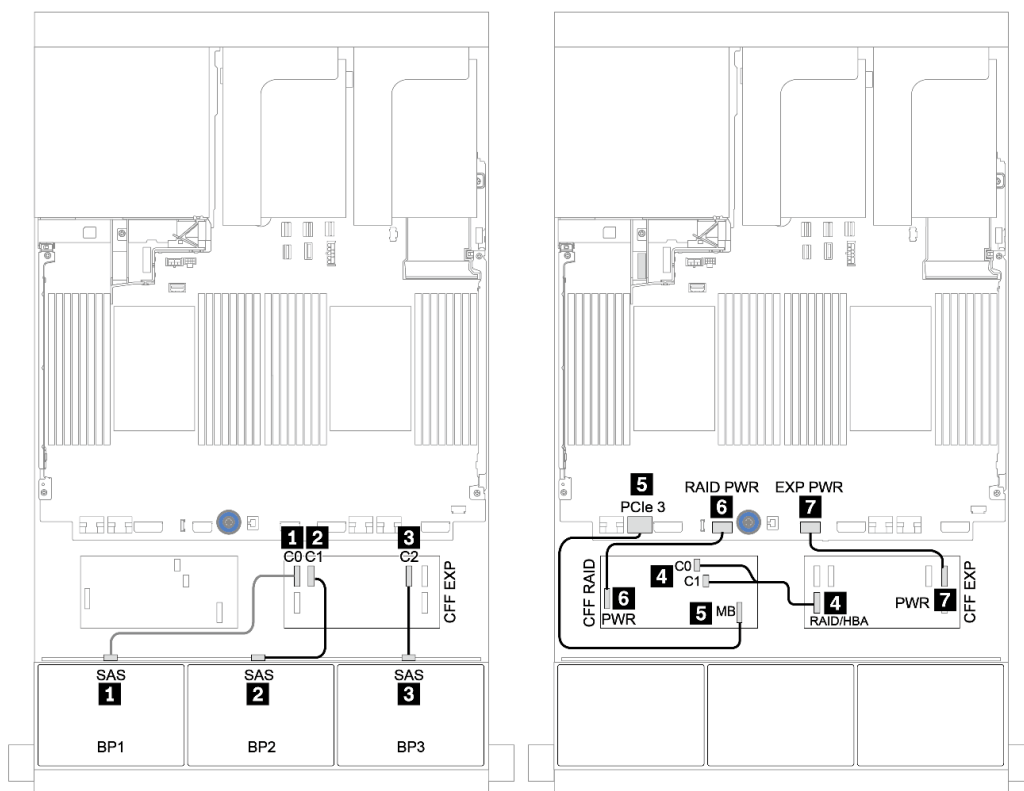 1 2 3
C0 C1 C2
CFF EXP
SAS SAS SAS
1 2 3
BP1 BP2 BP3
5 RAID PWR EXP PWR
PCIe 3 6 7
CFF RAID
C0
4 C1
6
PWR
5 MB
4
RAID/HBA
PWR 7
CFF EXP